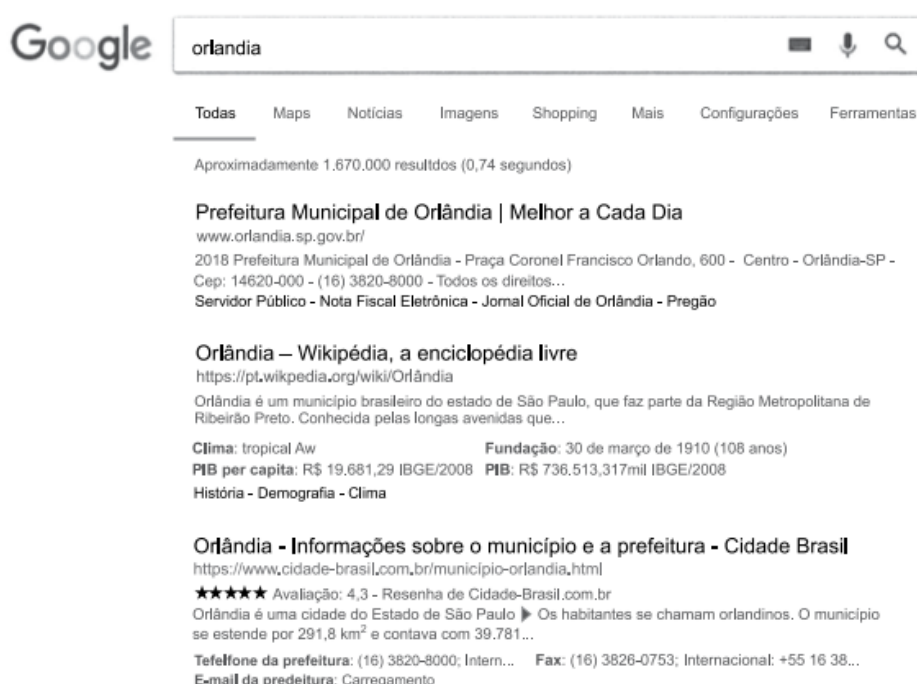 Google
orlandia
Todas Maps Notícias Imagens Shopping Mais Configurações Ferramentas
Aproximadamente 1.670.000 resultdos (0,74 segundos)
Prefeitura Municipal de Orlândia | Melhor a Cada Dia
www.orlandia.sp.gov.br/
2018 Prefeitura Municipal de Orlândia - Praça Coronel Francisco Orlando, 600 - Centro - Orlândia-SP -
Cep: 14620-000 - (16) 3820-8000 - Todos os direitos...
Servidor Público - Nota Fiscal Eletrônica - Jornal Oficial de Orlândia - Pregão
Orlândia – Wikipédia, a enciclopédia livre
https://pt.wikpedia.org/wiki/Orlândia
Orlândia é um município brasileiro do estado de São Paulo, que faz parte da Região Metropolitana de
Ribeirão Preto. Conhecida pelas longas avenidas que...
Clima: tropical Aw Fundação: 30 de março de 1910 (108 anos)
PIB per capita: R$ 19.681,29 IBGE/2008 PIB: R$ 736.513,317mil IBGE/2008
História - Demografia - Clima
Orlândia - Informações sobre o município e a prefeitura - Cidade Brasil
https://www.cidade-brasil.com.br/município-orlandia.html
★★★★★ Avaliação: 4,3 - Resenha de Cidade-Brasil.com.br
Orlândia é uma cidade do Estado de São Paulo ▶ Os habitantes se chamam orlandinos. O município
se estende por 291,8 km² e contava com 39.781...
Tefelfone da prefeitura: (16) 3820-8000; Intern... Fax: (16) 3826-0753; Internacional: +55 16 38...
E-mail da predeitura: Carregamento